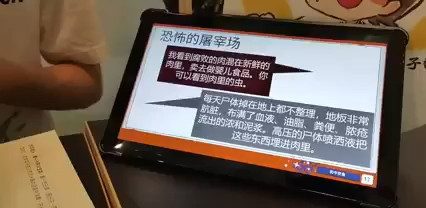 恐怖的屠宰场
我看到腐败的肉混在新鲜的
肉里，卖去做婴儿食品。你
可以看到肉里的虫。
每天尸体掉在地上都不整理，地板非常
肮脏，布满了血液、油脂、粪便、脓疮
流出的浓和泥浆。高压的尸体喷洒液把
这些东西埋进肉里。
17